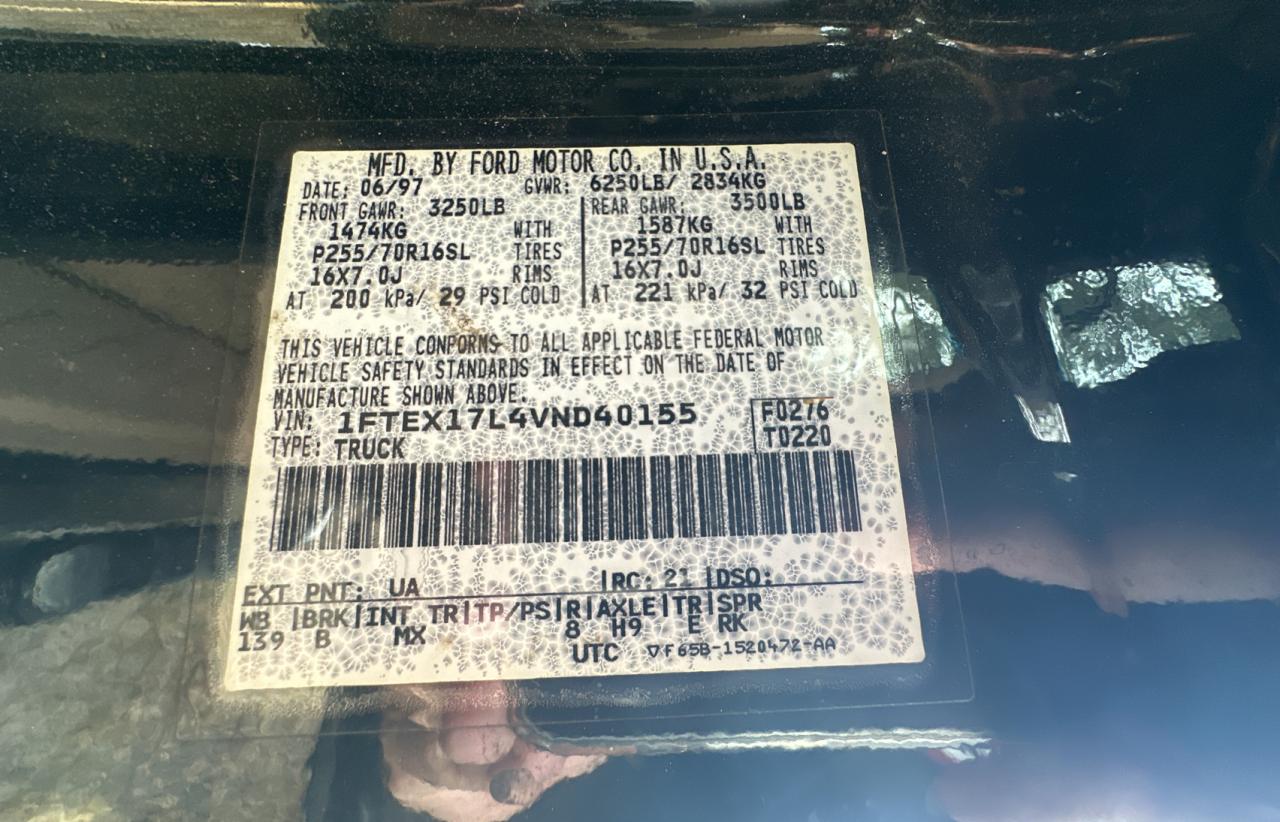 MFD. BY FORD MOTOR CO. IN U.S.A.
DATE: 06/97 GVWR: 6250LB/ 2834KG
FRONT GAWR: 3250LB REAR GAWR: 3500LB
1474KG WITH 1587KG WITH
P255/70R16SL TIRES P255/70R16SL TIRES
16X7.0J RIMS 16X7.0J RIMS
AT 200 kPa/ 29 PSI COLD AT 221 kPa/ 32 PSI COLD
THIS VEHICLE CONFORMS TO ALL APPLICABLE FEDERAL MOTOR
VEHICLE SAFETY STANDARDS IN EFFECT ON THE DATE OF
MANUFACTURE SHOWN ABOVE.
VIN: 1FTEX17L4VND40155 F0276
TYPE: TRUCK T0220
EXT PNT: UA |RC: 21 |DSO:
WB |BRK|INT TR|TP/PS|R|AXLE|TR|SPR
139 B MX 8 H9 E RK
UTC ▽F65B-1520472-AA